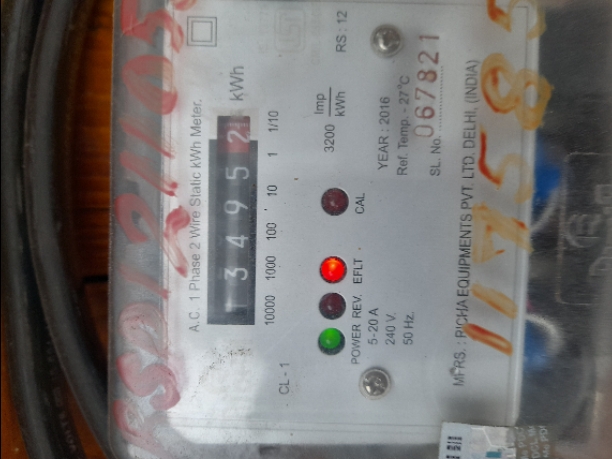 RSP1211053
A.C. 1 Phase 2 Wire Static kWh Meter.
1 3 4 9 5 2 kWh
10000 1000 100 10 1 1/10
CL - 1
3200 Imp/kWh
RS : 12
POWER REV. EFLT CAL
5-20 A
240 V.
50 Hz.
YEAR : 2016
Ref. Temp. - 27°C
SL. No. 067821
MFRS. : RICHA EQUIPMENTS PVT. LTD. DELHI, (INDIA)
119585